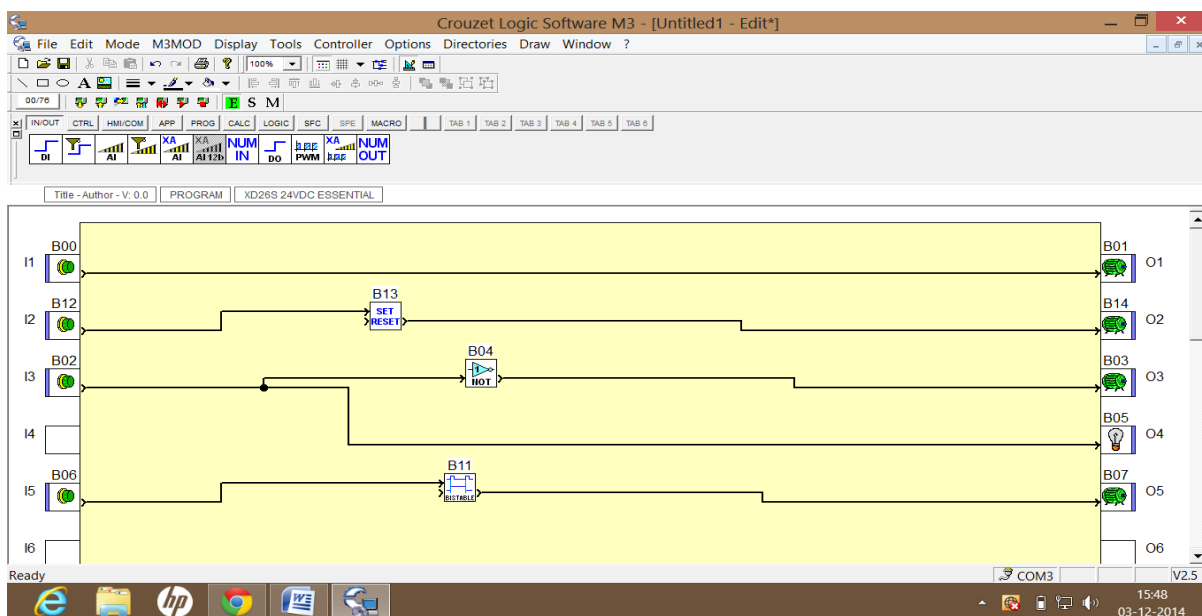 Crouzet Logic Software M3 - [Untitled1 - Edit*]
File Edit Mode M3MOD Display Tools Controller Options Directories Draw Window ?
100%
A
00/76 E S M
IN/OUT CTRL HMI/COM APP PROG CALC LOGIC SFC SPE MACRO TAB 1 TAB 2 TAB 3 TAB 4 TAB 5 TAB 6
XA XA NUM XA NUM
DI AI AI AI 12b IN DO PWM OUT
Title - Author - V: 0.0 PROGRAM XD26S 24VDC ESSENTIAL
B00 B01
I1 O1
B12 B13 B14
I2 SET RESET O2
B02 B04 B03
I3 1 NOT O3
B05
I4 O4
B06 B11 B07
I5 BISTABLE O5
I6 O6
Ready COM3 V2.5
hp 15:48
03-12-2014